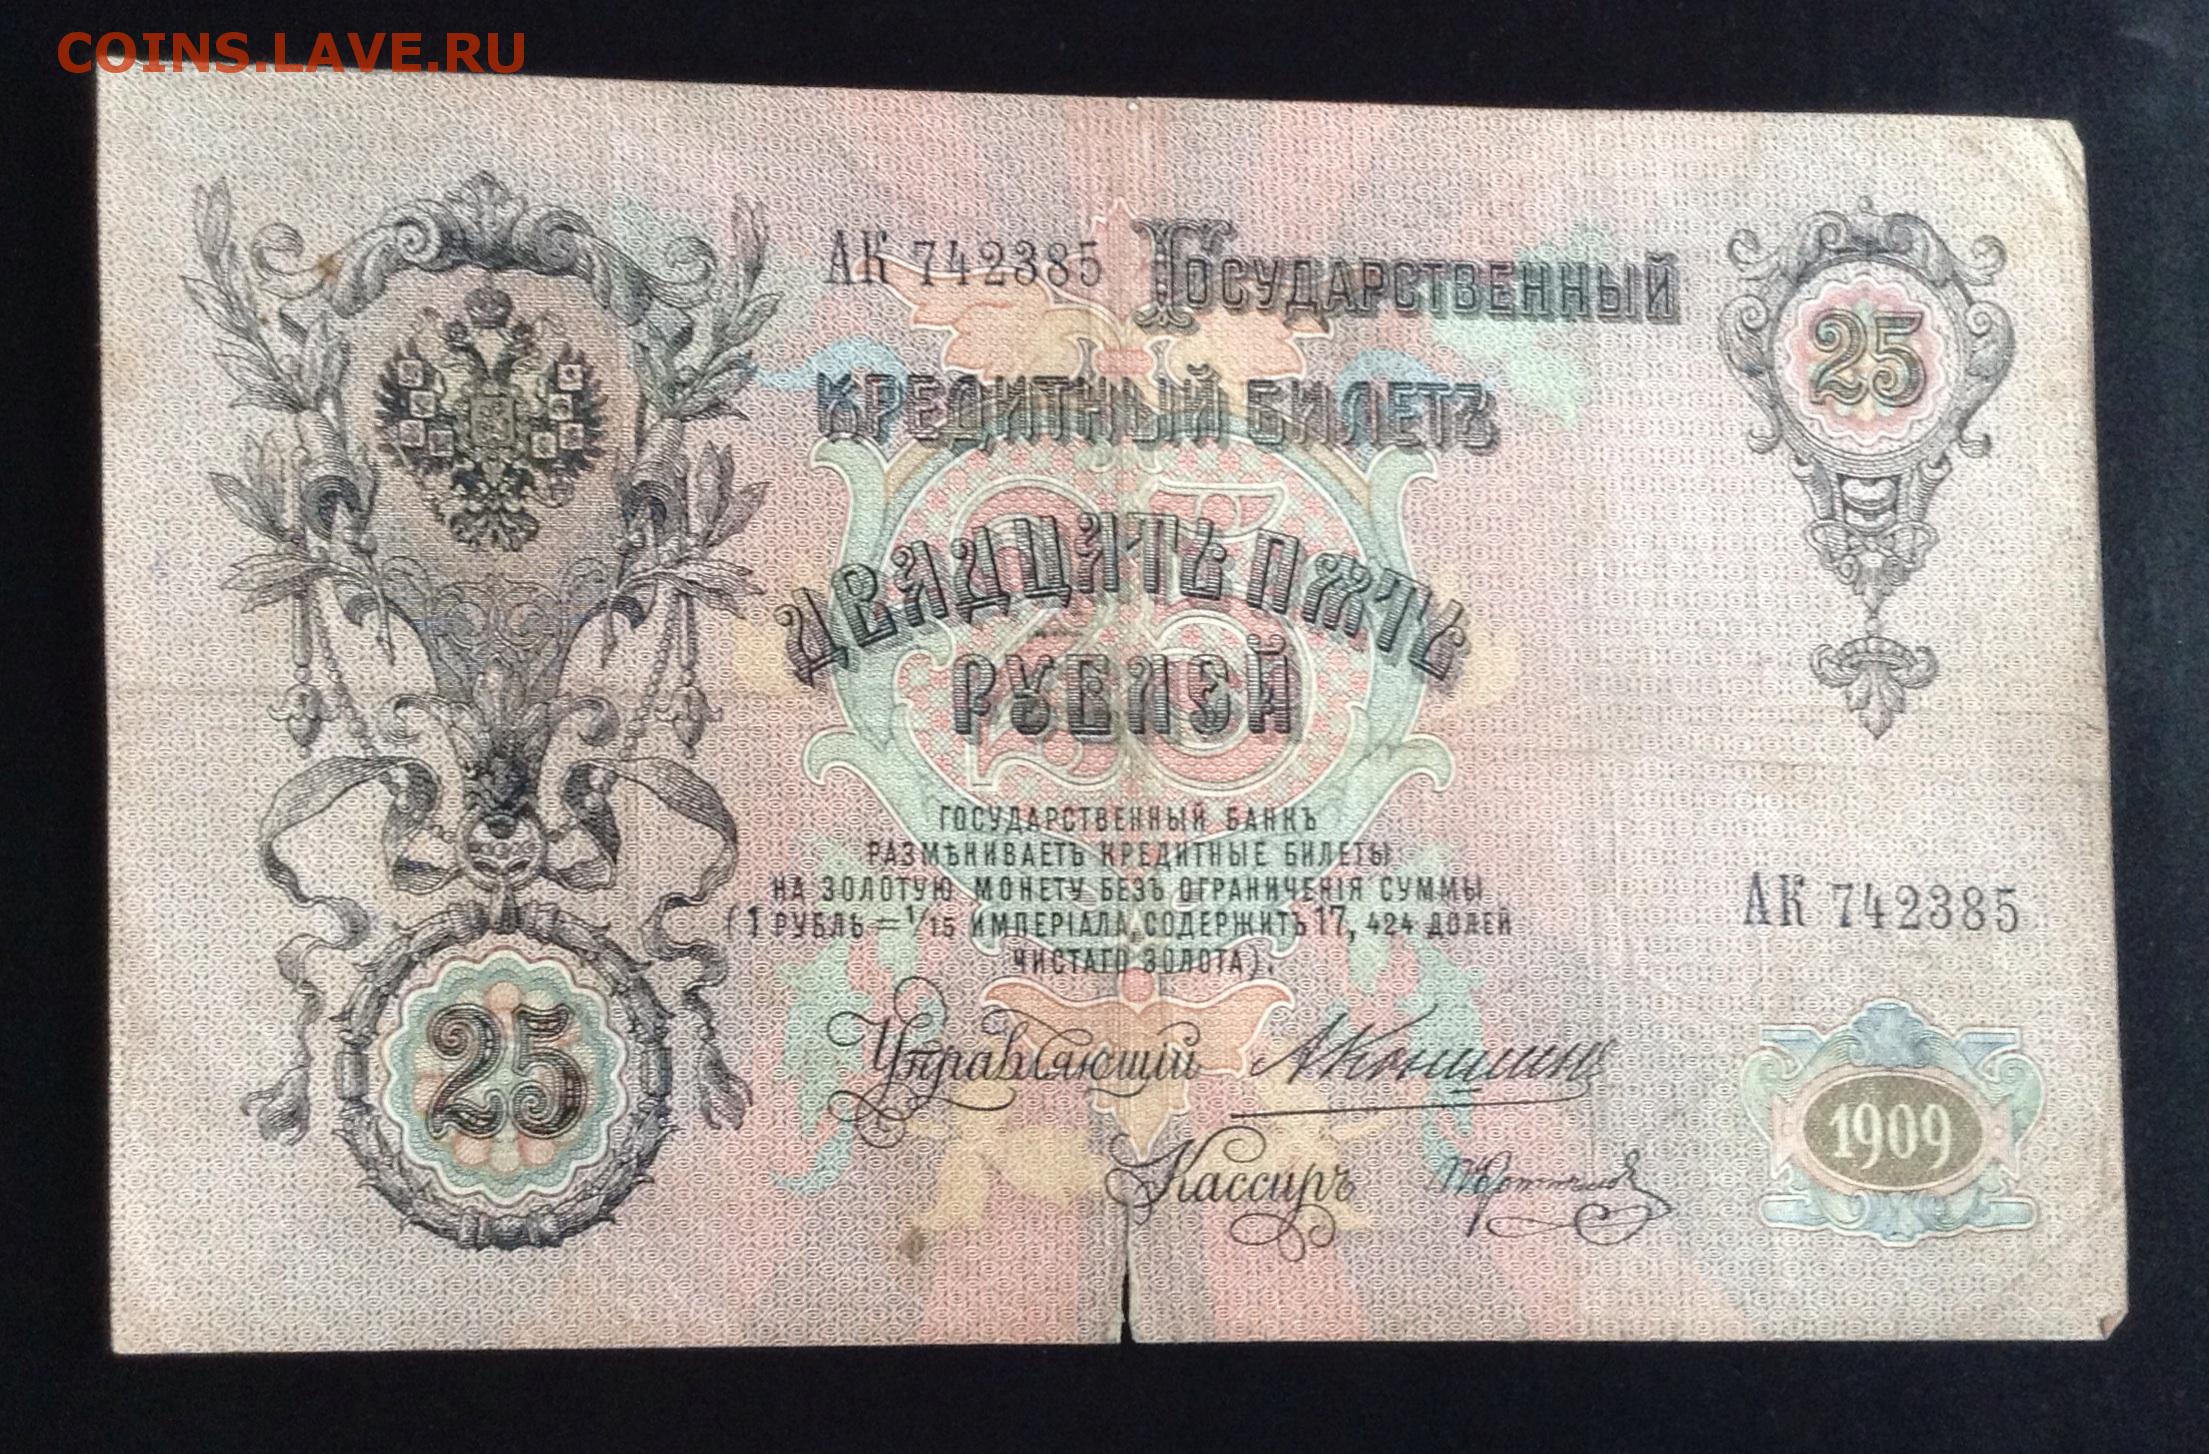 COINS.LAVE.RU
АК 742385
Государственный
25
кредитный билетъ
двадцать пять
рублей
государственный банкъ
размѣниваетъ кредитные билеты
на золотую монету безъ ограниченія суммы
(1 рубль = 1/15 имперіала, содержитъ 17, 424 долей
чистаго золота).
АК 742385
25
Управляющій АКоншинъ
Кассиръ
1909